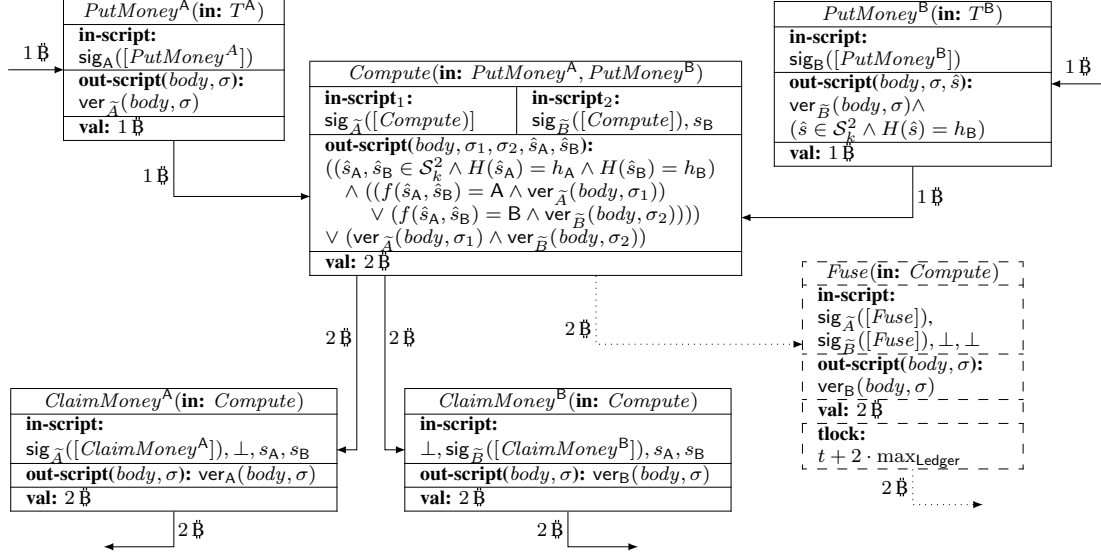 PutMoney^A(in: T^A)
in-script:
sig_A([PutMoney^A])
out-script(body, σ):
ver_Ã(body, σ)
val: 1 ₿
1 ₿
1 ₿
PutMoney^B(in: T^B)
in-script:
sig_B([PutMoney^B])
out-script(body, σ, ŝ):
ver_B̃(body, σ)∧
(ŝ ∈ S_k^2 ∧ H(ŝ) = h_B)
val: 1 ₿
1 ₿
1 ₿
Compute(in: PutMoney^A, PutMoney^B)
in-script_1:
sig_Ã([Compute)]
in-script_2:
sig_B̃([Compute]), s_B
out-script(body, σ_1, σ_2, ŝ_A, ŝ_B):
((ŝ_A, ŝ_B ∈ S_k^2 ∧ H(ŝ_A) = h_A ∧ H(ŝ_B) = h_B)
∧ ((f(ŝ_A, ŝ_B) = A ∧ ver_Ã(body, σ_1))
∨ (f(ŝ_A, ŝ_B) = B ∧ ver_B̃(body, σ_2))))
∨ (ver_Ã(body, σ_1) ∧ ver_B̃(body, σ_2))
val: 2 ₿
2 ₿
2 ₿
2 ₿
Fuse(in: Compute)
in-script:
sig_Ã([Fuse]),
sig_B̃([Fuse]), ⊥, ⊥
out-script(body, σ):
ver_B(body, σ)
val: 2 ₿
tlock:
t + 2 · max_Ledger
2 ₿
ClaimMoney^A(in: Compute)
in-script:
sig_Ã([ClaimMoney^A]), ⊥, s_A, s_B
out-script(body, σ): ver_A(body, σ)
val: 2 ₿
2 ₿
ClaimMoney^B(in: Compute)
in-script:
⊥, sig_B̃([ClaimMoney^B]), s_A, s_B
out-script(body, σ): ver_B(body, σ)
val: 2 ₿
2 ₿